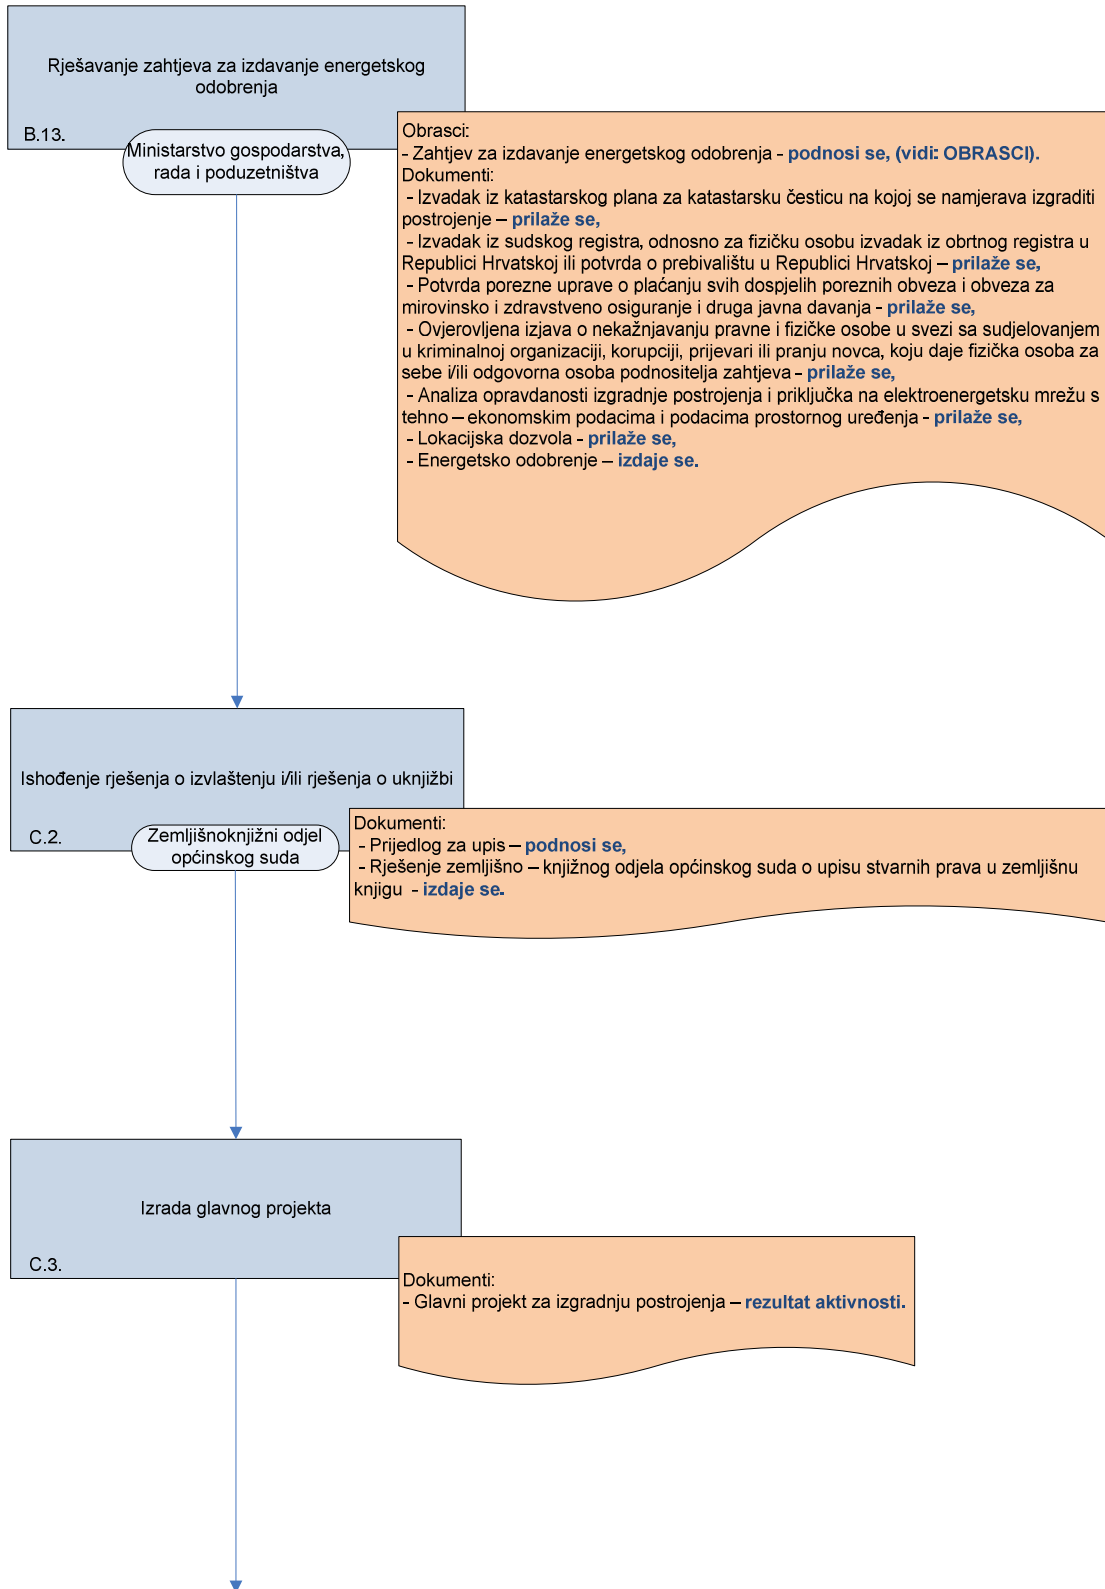 Rješavanje zahtjeva za izdavanje energetskog
odobrenja
B.13.
Ministarstvo gospodarstva,
rada i poduzetništva
Obrasci:
- Zahtjev za izdavanje energetskog odobrenja - podnosi se, (vidi: OBRASCI).
Dokumenti:
- Izvadak iz katastarskog plana za katastarsku česticu na kojoj se namjerava izgraditi
postrojenje – prilaže se,
- Izvadak iz sudskog registra, odnosno za fizičku osobu izvadak iz obrtnog registra u
Republici Hrvatskoj ili potvrda o prebivalištu u Republici Hrvatskoj – prilaže se,
- Potvrda porezne uprave o plaćanju svih dospjelih poreznih obveza i obveza za
mirovinsko i zdravstveno osiguranje i druga javna davanja - prilaže se,
- Ovjerovljena izjava o nekažnjavanju pravne i fizičke osobe u svezi sa sudjelovanjem
u kriminalnoj organizaciji, korupciji, prijevari ili pranju novca, koju daje fizička osoba za
sebe i/ili odgovorna osoba podnositelja zahtjeva - prilaže se,
- Analiza opravdanosti izgradnje postrojenja i priključka na elektroenergetsku mrežu s
tehno – ekonomskim podacima i podacima prostornog uređenja - prilaže se,
- Lokacijska dozvola - prilaže se,
- Energetsko odobrenje – izdaje se.
Ishođenje rješenja o izvlaštenju i/ili rješenja o uknjižbi
C.2.
Zemljišnoknjižni odjel
općinskog suda
Dokumenti:
- Prijedlog za upis – podnosi se,
- Rješenje zemljišno – knjižnog odjela općinskog suda o upisu stvarnih prava u zemljišnu
knjigu - izdaje se.
Izrada glavnog projekta
C.3.
Dokumenti:
- Glavni projekt za izgradnju postrojenja – rezultat aktivnosti.